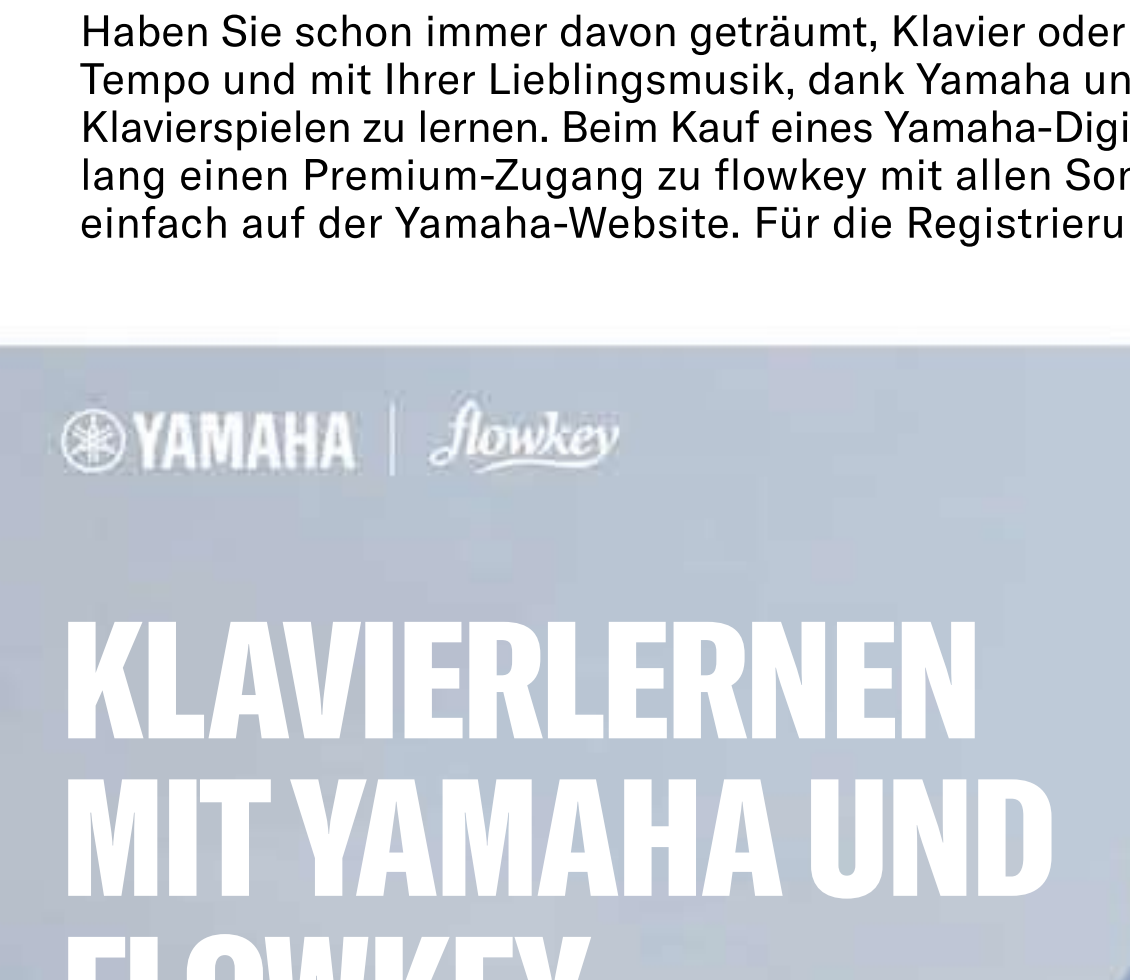 Haben Sie schon immer davon geträumt, Klavier oder
Tempo und mit Ihrer Lieblingsmusik, dank Yamaha un
Klavierspielen zu lernen. Beim Kauf eines Yamaha-Digi
lang einen Premium-Zugang zu flowkey mit allen Son
einfach auf der Yamaha-Website. Für die Registrieru
YAMAHA | flowkey
KLAVIERLERNEN
MIT YAMAHA UND
FLOWKEY